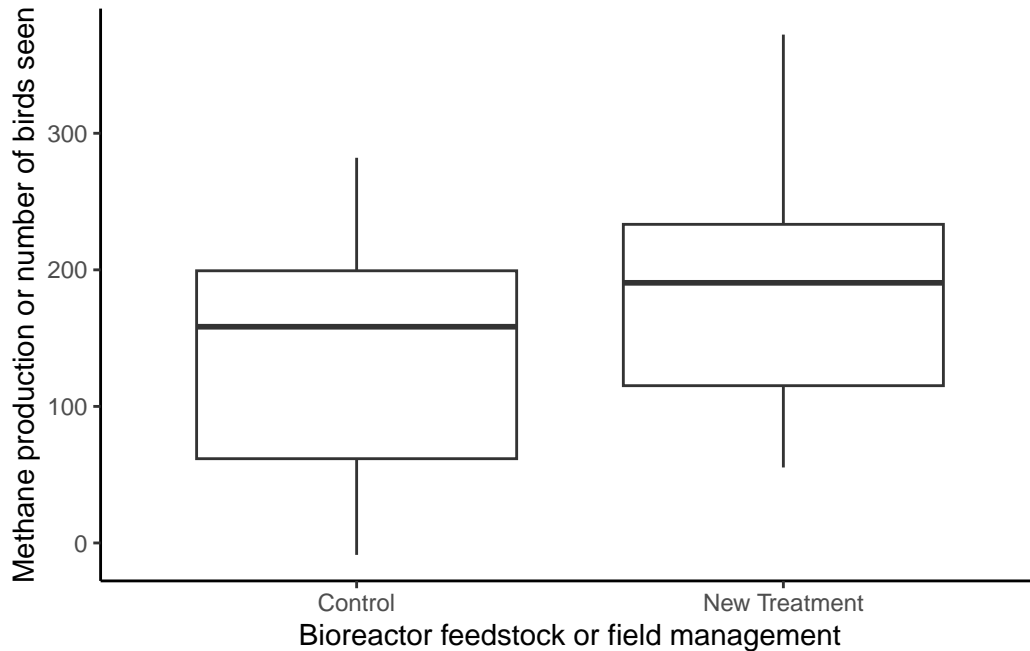 Methane production or number of birds seen
300
200
100
0
Control
New Treatment
Bioreactor feedstock or field management